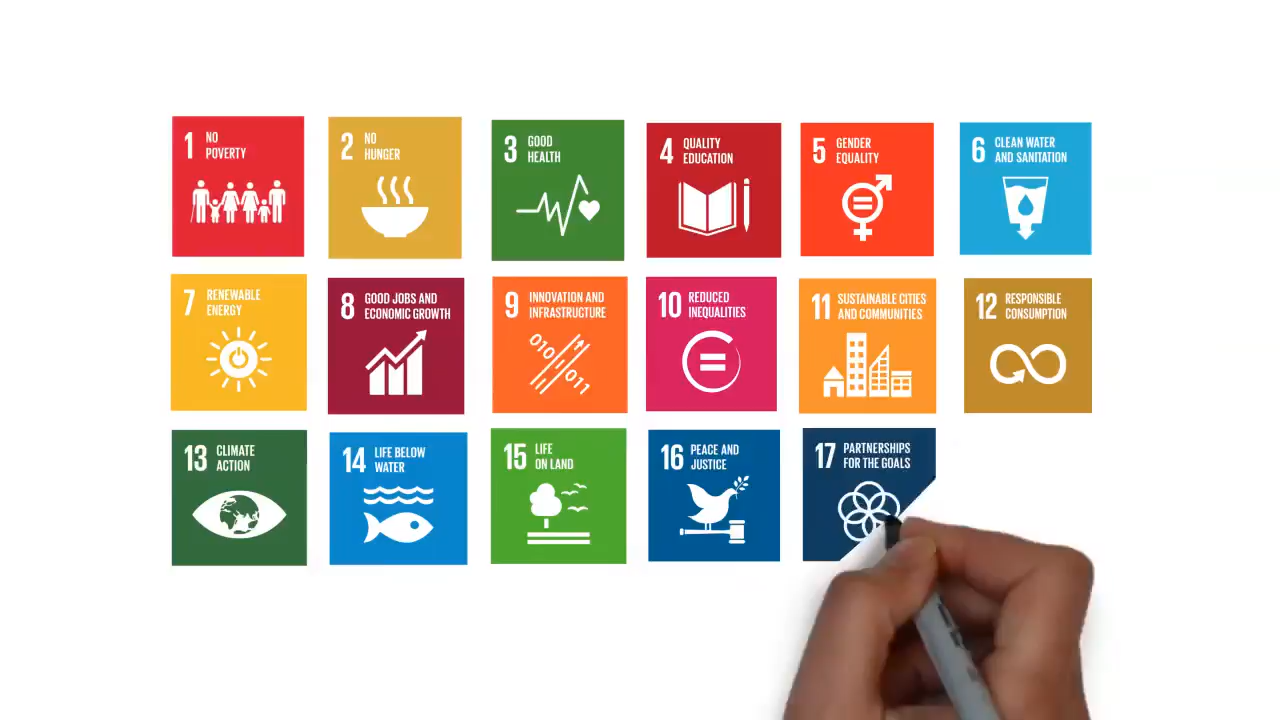 1 NO
POVERTY
2 NO
HUNGER
3 GOOD
HEALTH
4 QUALITY
EDUCATION
5 GENDER
EQUALITY
6 CLEAN WATER
AND SANITATION
7 RENEWABLE
ENERGY
8 GOOD JOBS AND
ECONOMIC GROWTH
9 INNOVATION AND
INFRASTRUCTURE
010
011
10 REDUCED
INEQUALITIES
11 SUSTAINABLE CITIES
AND COMMUNITIES
12 RESPONSIBLE
CONSUMPTION
13 CLIMATE
ACTION
14 LIFE BELOW
WATER
15 LIFE
ON LAND
16 PEACE AND
JUSTICE
17 PARTNERSHIPS
FOR THE GOALS